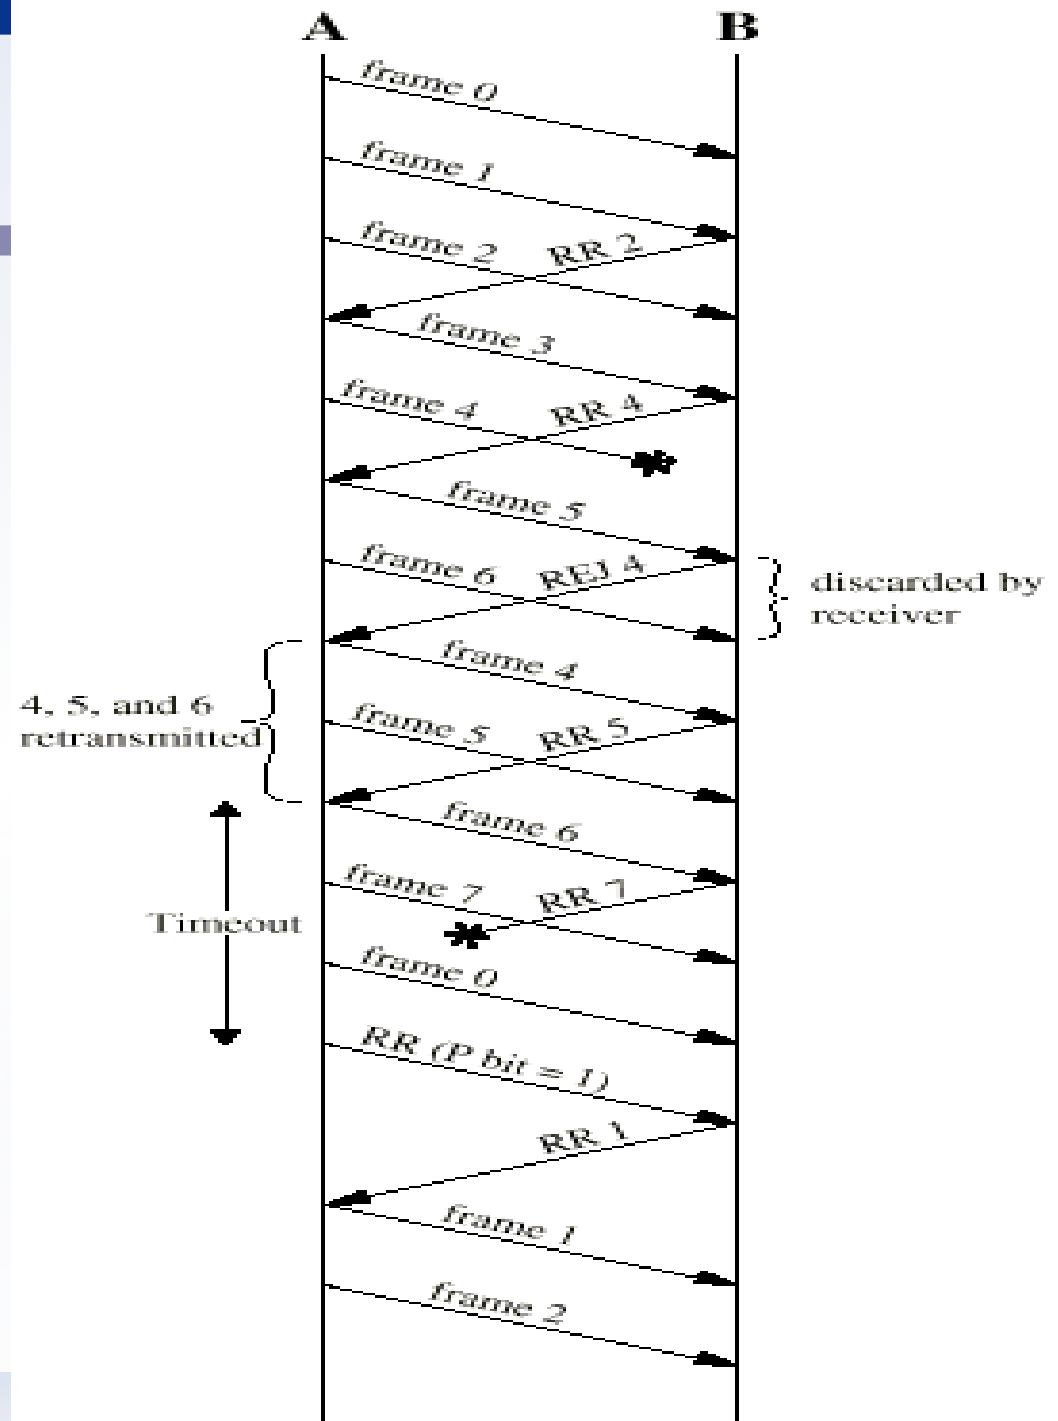 A
B
frame 0
frame 1
frame 2
RR 2
frame 3
frame 4
RR 4
frame 5
frame 6
REJ 4
discarded by
receiver
frame 4
4, 5, and 6
retransmitted
frame 5
RR 5
frame 6
frame 7
RR 7
Timeout
frame 0
RR (P bit = 1)
RR 1
frame 1
frame 2